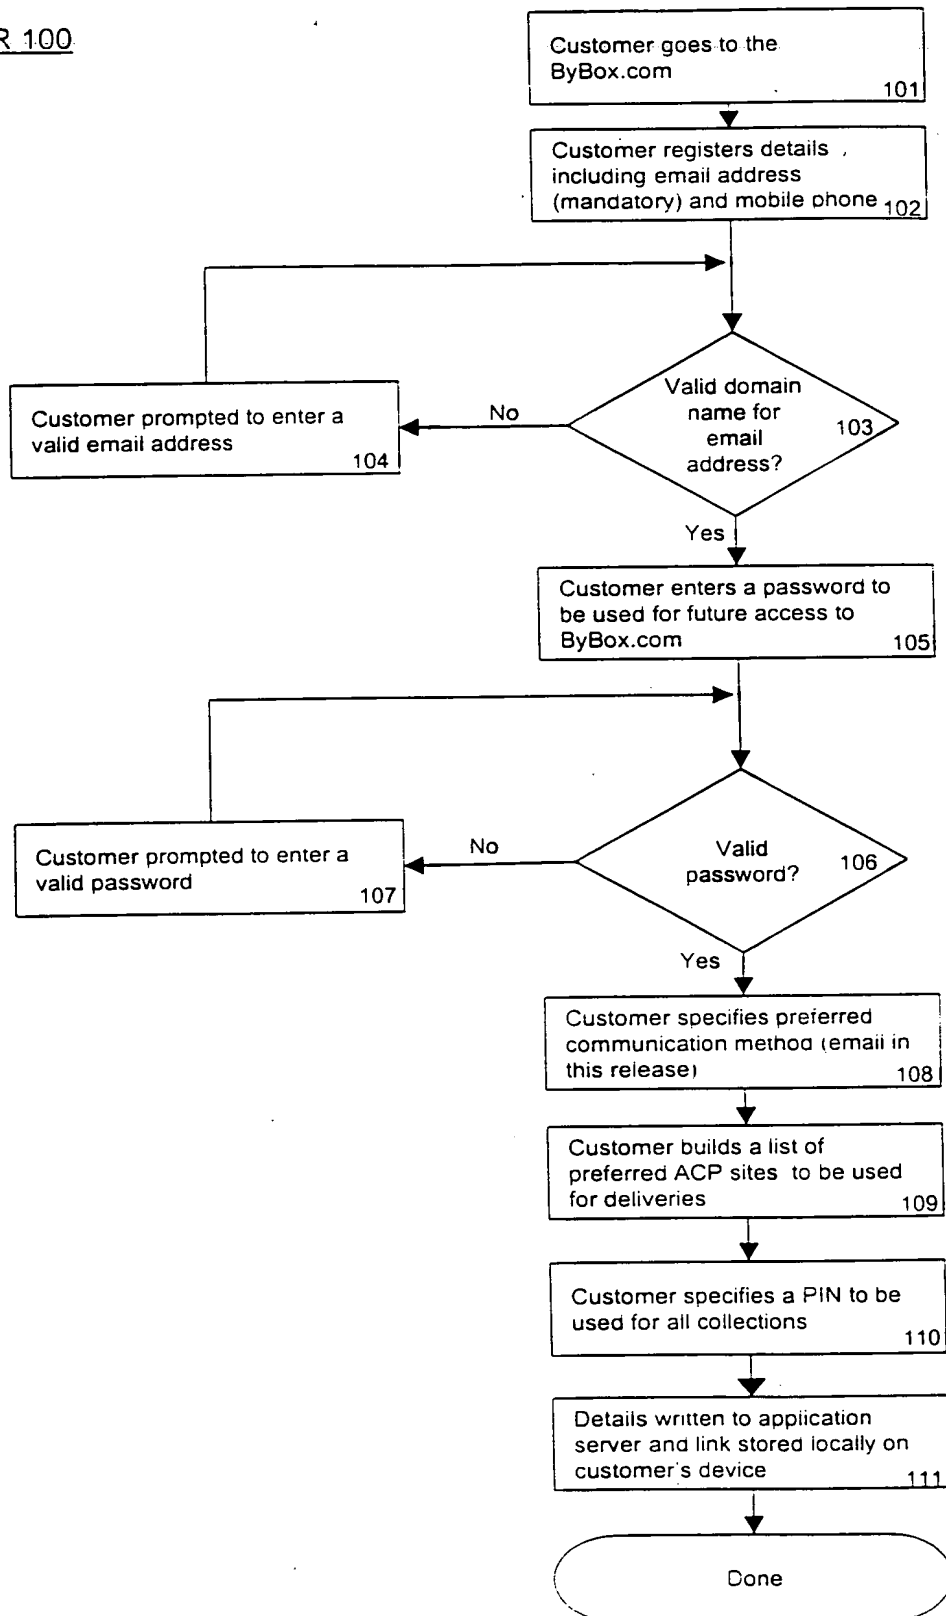 R 100
Customer goes to the
ByBox.com
101
Customer registers details
including email address
(mandatory) and mobile phone 102
Valid domain
name for
email
address?
103
No
Customer prompted to enter a
valid email address
104
Yes
Customer enters a password to
be used for future access to
ByBox.com
105
Valid
password?
106
No
Customer prompted to enter a
valid password
107
Yes
Customer specifies preferred
communication method (email in
this release)
108
Customer builds a list of
preferred ACP sites to be used
for deliveries
109
Customer specifies a PIN to be
used for all collections
110
Details written to application
server and link stored locally on
customer's device
111
Done